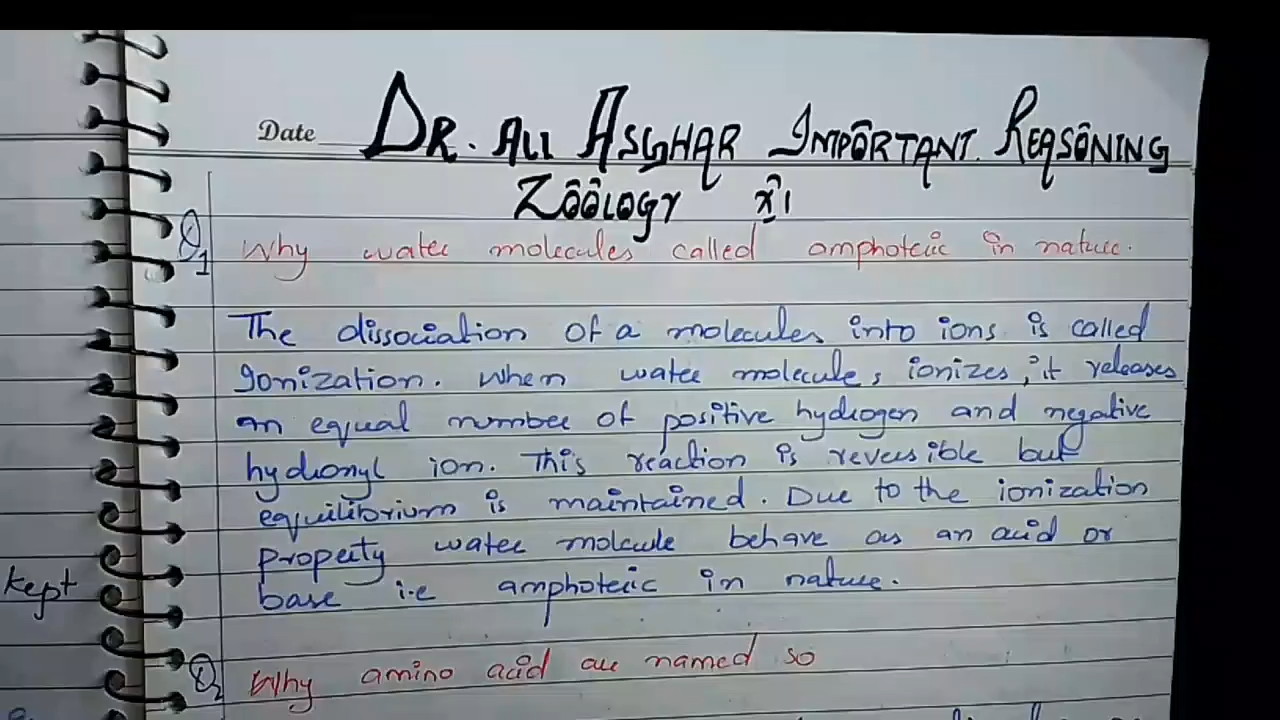 Date DR. ALI ASGHAR IMPORTANT REASONING
ZOOLOGY XI
Q1 Why water molecules called amphoteric in nature.
The dissociation of a molecules into ions is called
Ionization. When water molecules ionizes, it releases
an equal number of positive hydrogen and negative
hydronyl ion. This reaction is reversible but
equilibrium is maintained. Due to the ionization
property water molcule behave as an acid or
base i.e amphoteric in nature.
kept
Q2 Why amino acid are named so